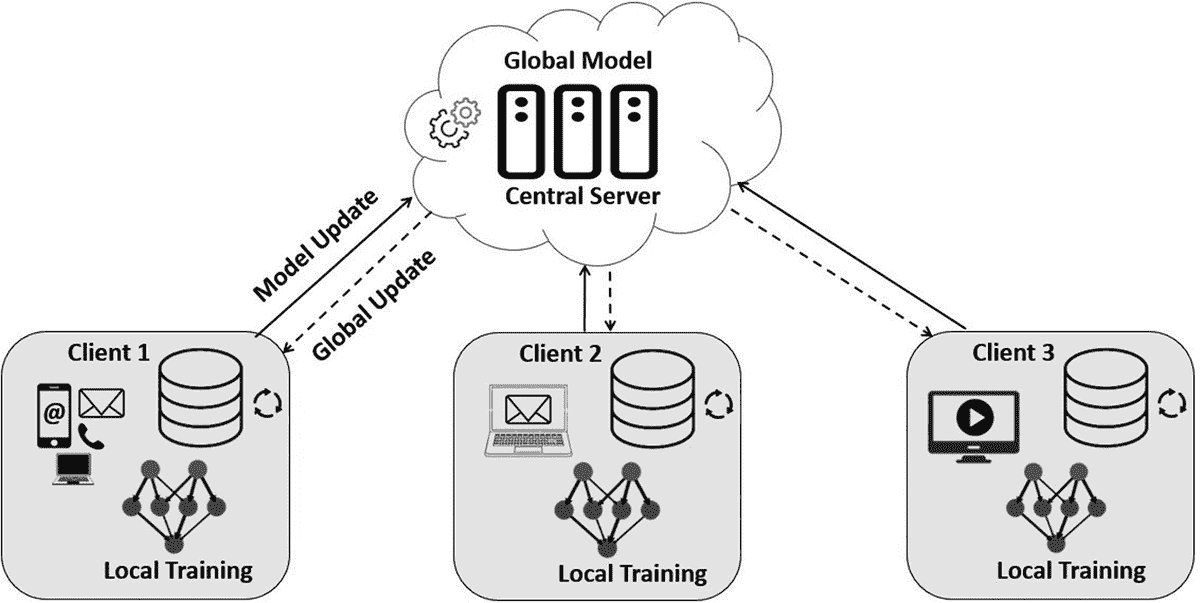 Global Model
Central Server
Model Update
Global Update
Client 1
@
Local Training
Client 2
Local Training
Client 3
Local Training